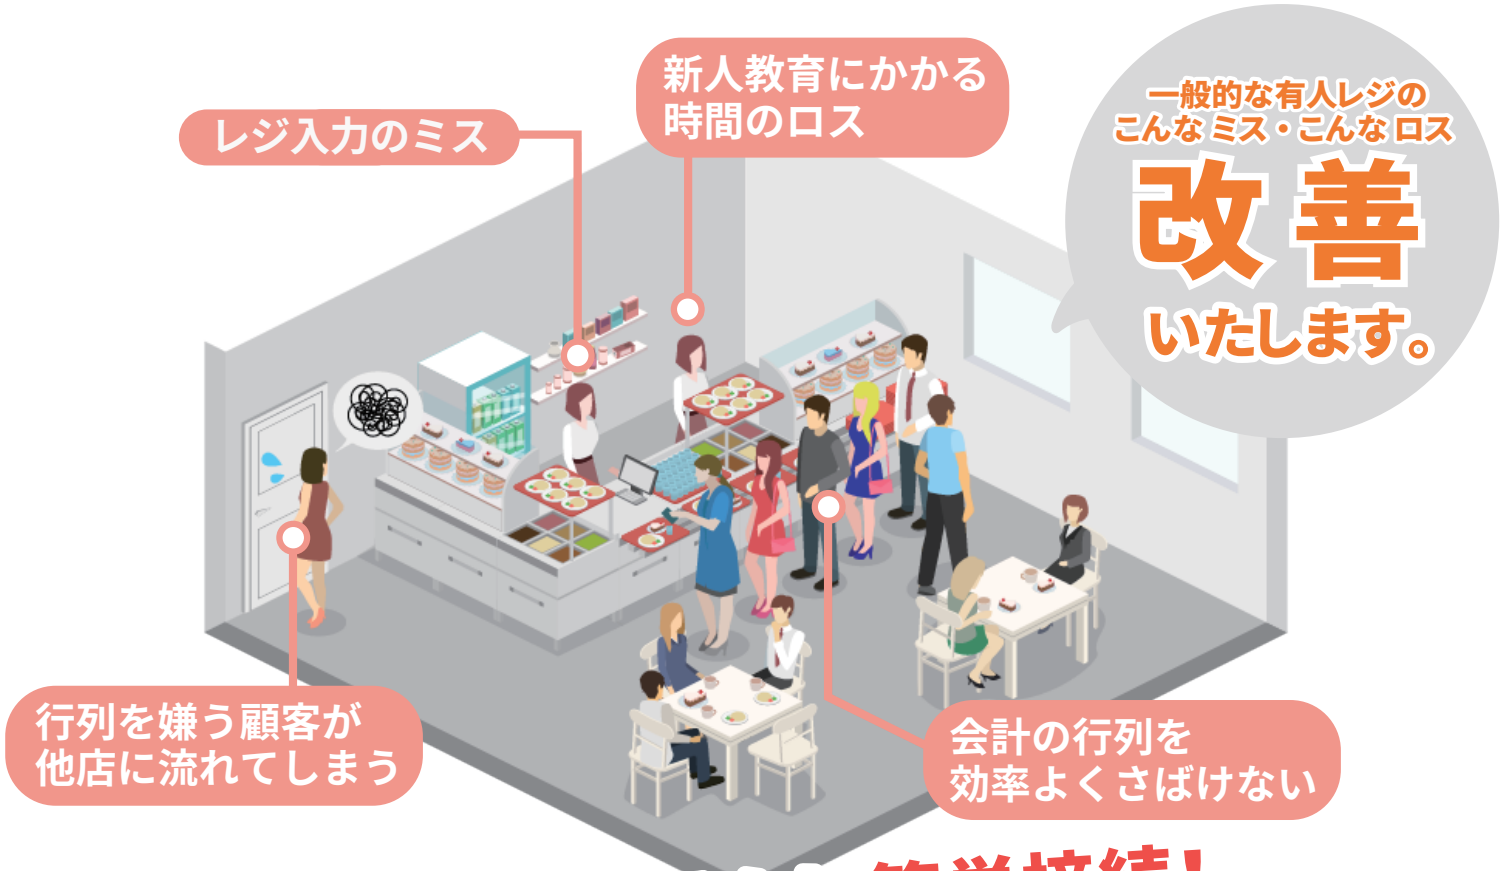 新人教育にかかる
時間のロス
レジ入力のミス
一般的な有人レジの
こんな ミス・こんな ロス
改善
いたします。
行列を嫌う顧客が
他店に流れてしまう
会計の行列を
効率よくさばけない